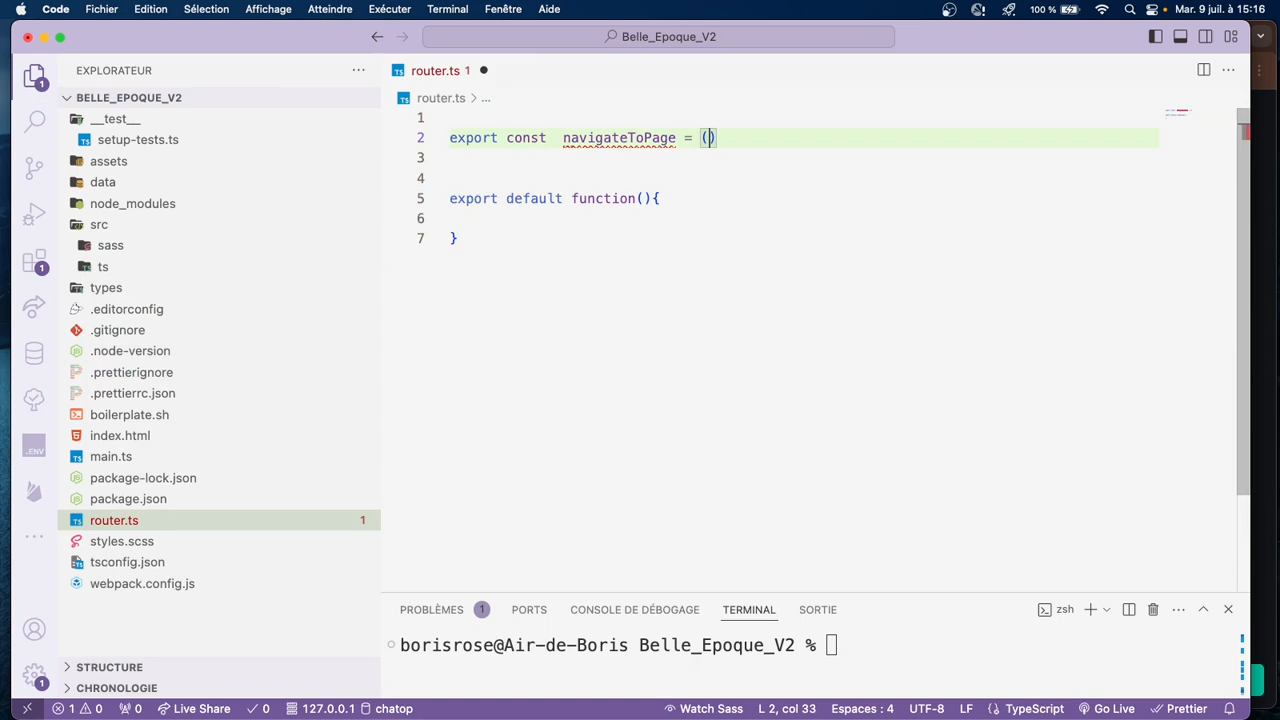 Code Fichier Edition Sélection Affichage Atteindre Exécuter Terminal Fenêtre Aide 100 % Mar. 9 juil. à 15:16
Belle_Epoque_V2
EXPLORATEUR
BELLE_EPOQUE_V2
__test__
setup-tests.ts
assets
data
node_modules
src
sass
ts
types
.editorconfig
.gitignore
.node-version
.prettierignore
.prettierrc.json
boilerplate.sh
index.html
main.ts
package-lock.json
package.json
router.ts 1
styles.scss
tsconfig.json
webpack.config.js
STRUCTURE
CHRONOLOGIE
1
1
.ENV
1
router.ts 1
router.ts > ...
1
2 export const  navigateToPage = ()
3
4
5 export default function(){
6
7 }
PROBLÈMES 1 PORTS CONSOLE DE DÉBOGAGE TERMINAL SORTIE zsh
borisrose@Air-de-Boris Belle_Epoque_V2 %
1 0 0 Live Share 0 127.0.0.1 chatop Watch Sass L 2, col 33 Espaces : 4 UTF-8 LF TypeScript Go Live Prettier